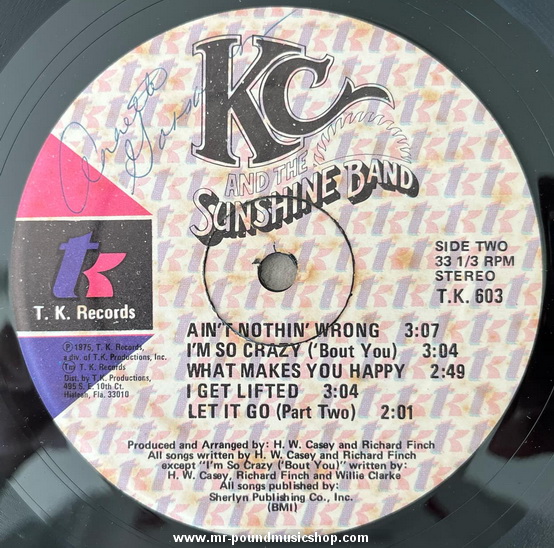 KC
AND THE
SUNSHINE BAND
SIDE TWO
33 1/3 RPM
STEREO
T.K. 603
tk
T. K. Records
Ⓟ 1975, T. K. Records,
a div. of T.K. Productions, Inc.
T. K. Records
Dist. by T.K. Productions,
495 S.E. 10th Ct.
Hialeah, Fla. 33010
AIN'T NOTHIN' WRONG 3:07
I'M SO CRAZY ('Bout You) 3:04
WHAT MAKES YOU HAPPY 2:49
I GET LIFTED 3:04
LET IT GO (Part Two) 2:01
Produced and Arranged by: H. W. Casey and Richard Finch
All songs written by H. W. Casey and Richard Finch
except "I'm So Crazy ('Bout You)" written by:
H. W. Casey, Richard Finch and Willie Clarke
All songs published by:
Sherlyn Publishing Co., Inc.
(BMI)
www.mr-poundmusicshop.com